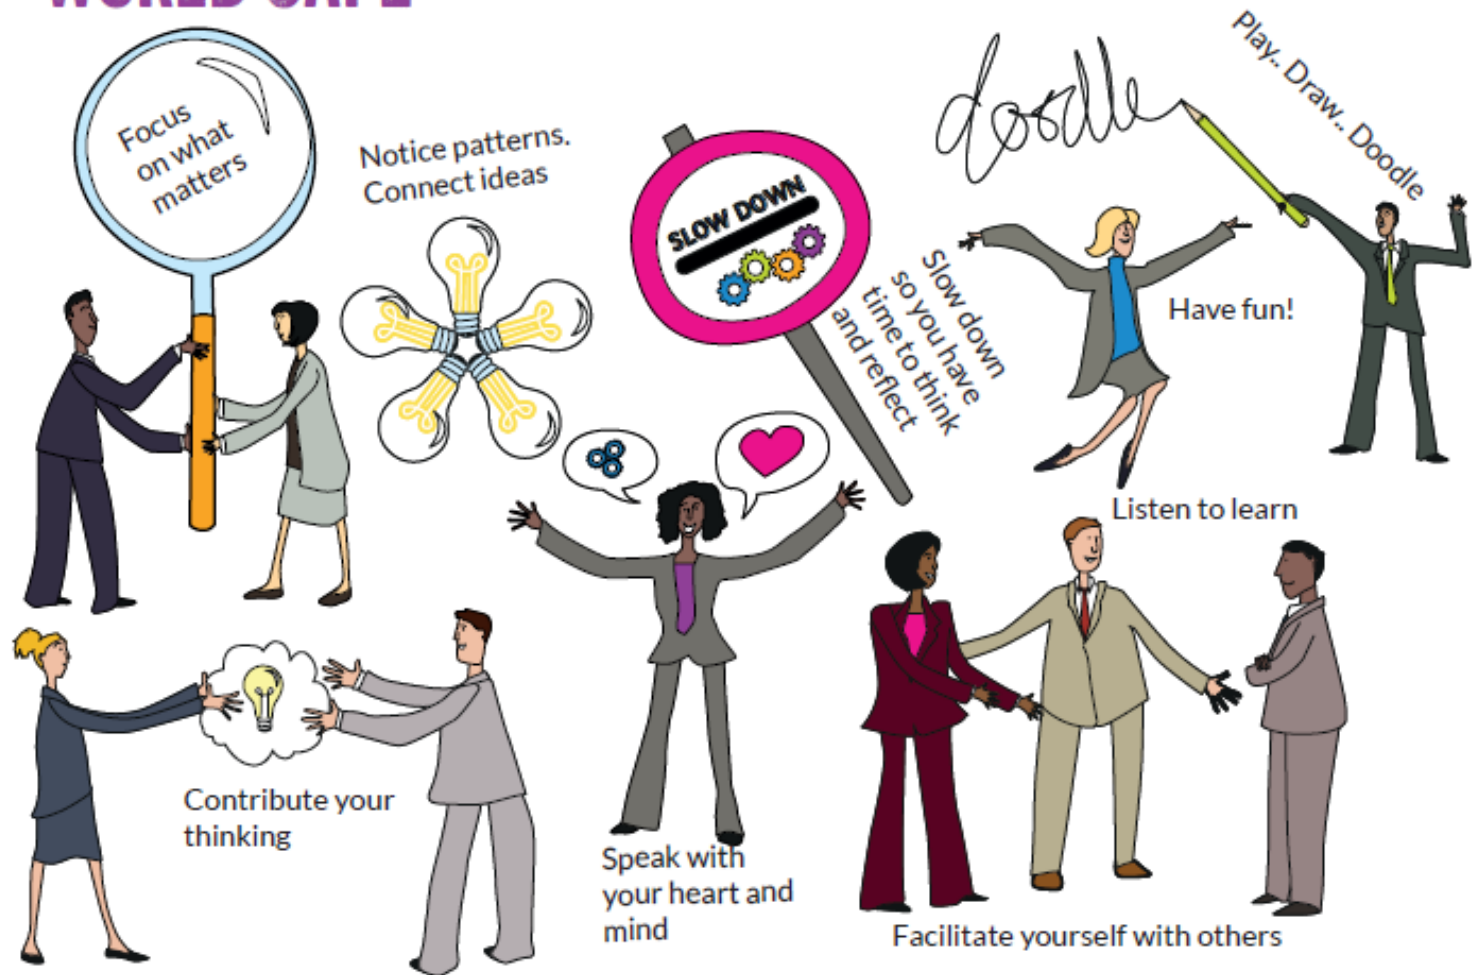 WORLD CAFE
Focus
on what
matters
Notice patterns.
Connect ideas
SLOW DOWN
Slow down
so you have
time to think
and reflect
doodle
Play.. Draw.. Doodle
Have fun!
Listen to learn
Contribute your
thinking
Speak with
your heart and
mind
Facilitate yourself with others